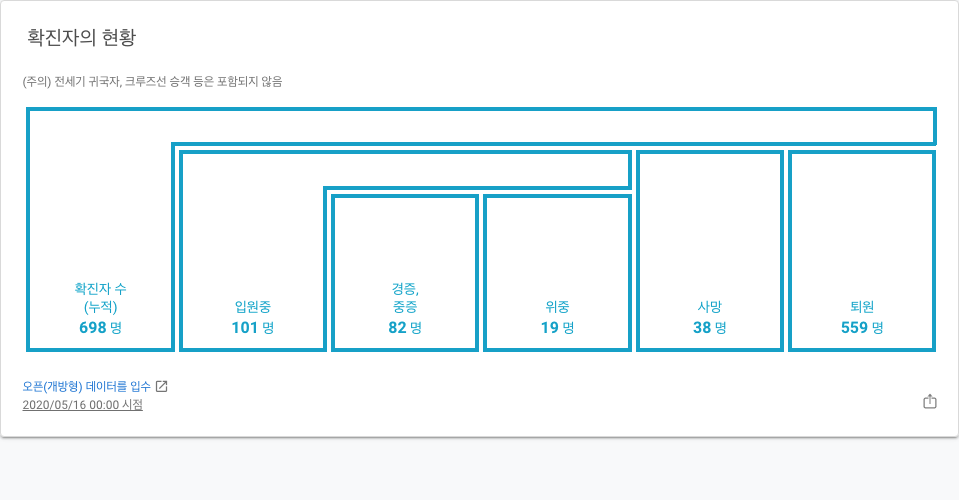 확진자의 현황
(주의) 전세기 귀국자, 크루즈선 승객 등은 포함되지 않음
확진자 수
(누적)
698 명
입원중
101 명
경증,
중증
82 명
위중
19 명
사망
38 명
퇴원
559 명
오픈(개방형) 데이터를 입수
2020/05/16 00:00 시점